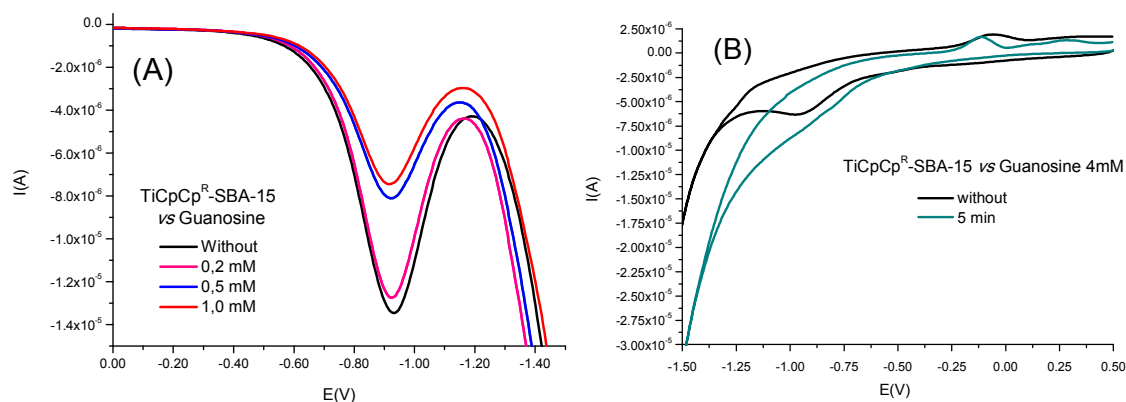 (A)
I(A)
0.0
-2.0x10⁻⁶
-4.0x10⁻⁶
-6.0x10⁻⁶
-8.0x10⁻⁶
-1.0x10⁻⁵
-1.2x10⁻⁵
-1.4x10⁻⁵
TiCpCpᴿ-SBA-15
vs Guanosine
Without
0,2 mM
0,5 mM
1,0 mM
0.00 -0.20 -0.40 -0.60 -0.80 -1.00 -1.20 -1.40
E(V)
(B)
I(A)
2.50x10⁻⁶
0.00
-2.50x10⁻⁶
-5.00x10⁻⁶
-7.50x10⁻⁶
-1.00x10⁻⁵
-1.25x10⁻⁵
-1.50x10⁻⁵
-1.75x10⁻⁵
-2.00x10⁻⁵
-2.25x10⁻⁵
-2.50x10⁻⁵
-2.75x10⁻⁵
-3.00x10⁻⁵
TiCpCpᴿ-SBA-15 vs Guanosine 4mM
without
5 min
-1.50 -1.25 -1.00 -0.75 -0.50 -0.25 0.00 0.25 0.50
E(V)